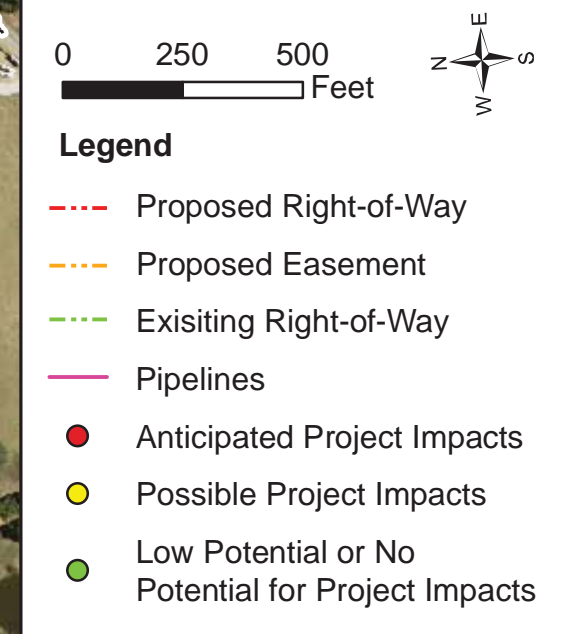 0 250 500
Feet
E
N S
W
Legend
Proposed Right-of-Way
Proposed Easement
Exisiting Right-of-Way
Pipelines
Anticipated Project Impacts
Possible Project Impacts
Low Potential or No
Potential for Project Impacts